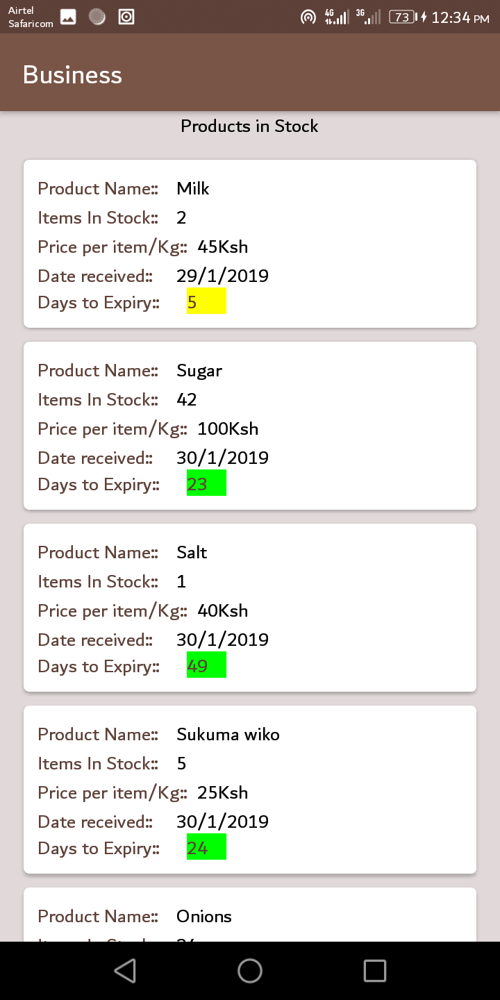 Airtel
Safaricom
4G 3G 73 12:34 PM
Business
Products in Stock
Product Name:: Milk
Items In Stock:: 2
Price per item/Kg:: 45Ksh
Date received:: 29/1/2019
Days to Expiry:: 5
Product Name:: Sugar
Items In Stock:: 42
Price per item/Kg:: 100Ksh
Date received:: 30/1/2019
Days to Expiry:: 23
Product Name:: Salt
Items In Stock:: 1
Price per item/Kg:: 40Ksh
Date received:: 30/1/2019
Days to Expiry:: 49
Product Name:: Sukuma wiko
Items In Stock:: 5
Price per item/Kg:: 25Ksh
Date received:: 30/1/2019
Days to Expiry:: 24
Product Name:: Onions
Items In Stock